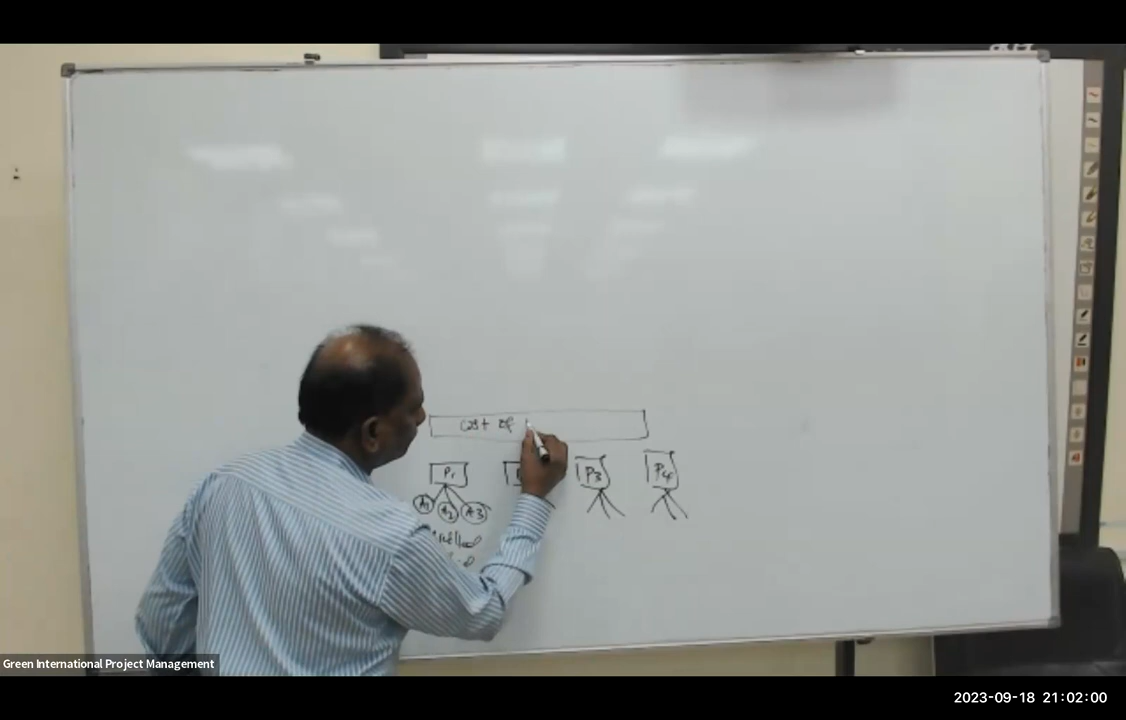 Cost of
P1 P3 P4
A1 A2 A3
Green International Project Management
2023-09-18 21:02:00